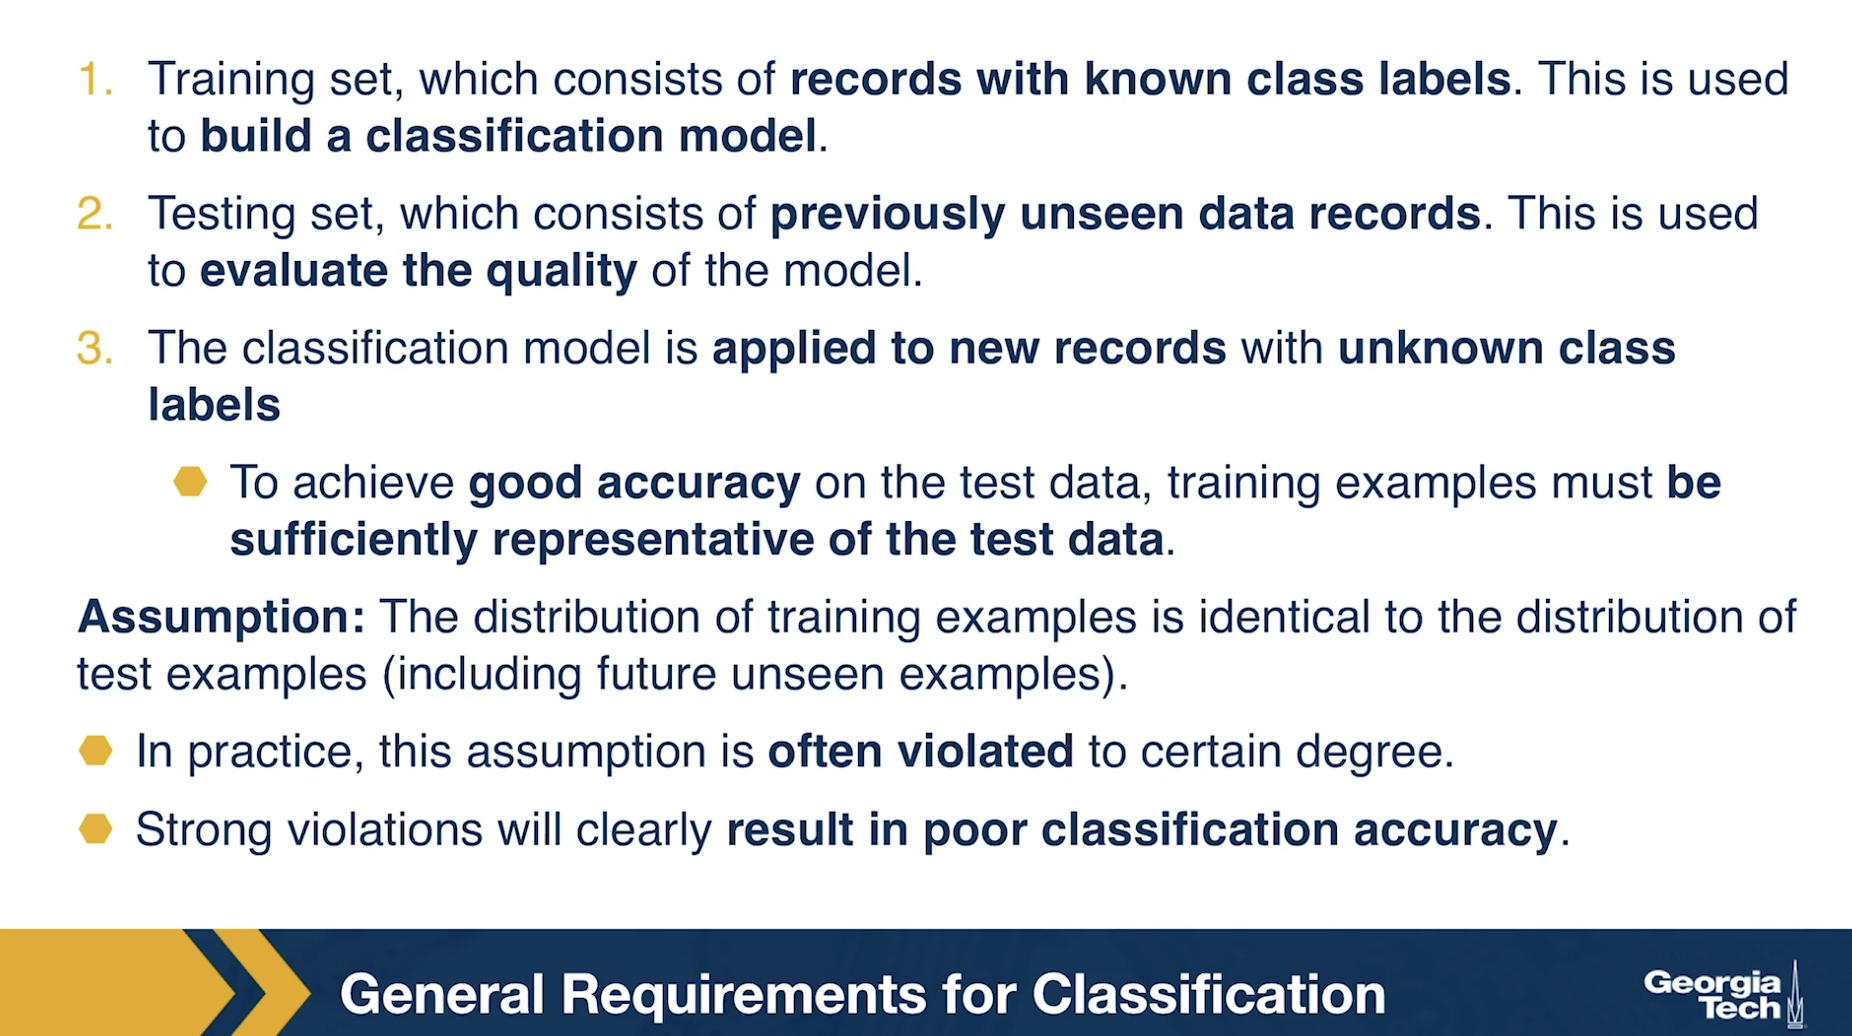 1. Training set, which consists of records with known class labels. This is used
to build a classification model.
2. Testing set, which consists of previously unseen data records. This is used
to evaluate the quality of the model.
3. The classification model is applied to new records with unknown class
labels
To achieve good accuracy on the test data, training examples must be
sufficiently representative of the test data.
Assumption: The distribution of training examples is identical to the distribution of
test examples (including future unseen examples).
In practice, this assumption is often violated to certain degree.
Strong violations will clearly result in poor classification accuracy.
General Requirements for Classification
Georgia
Tech